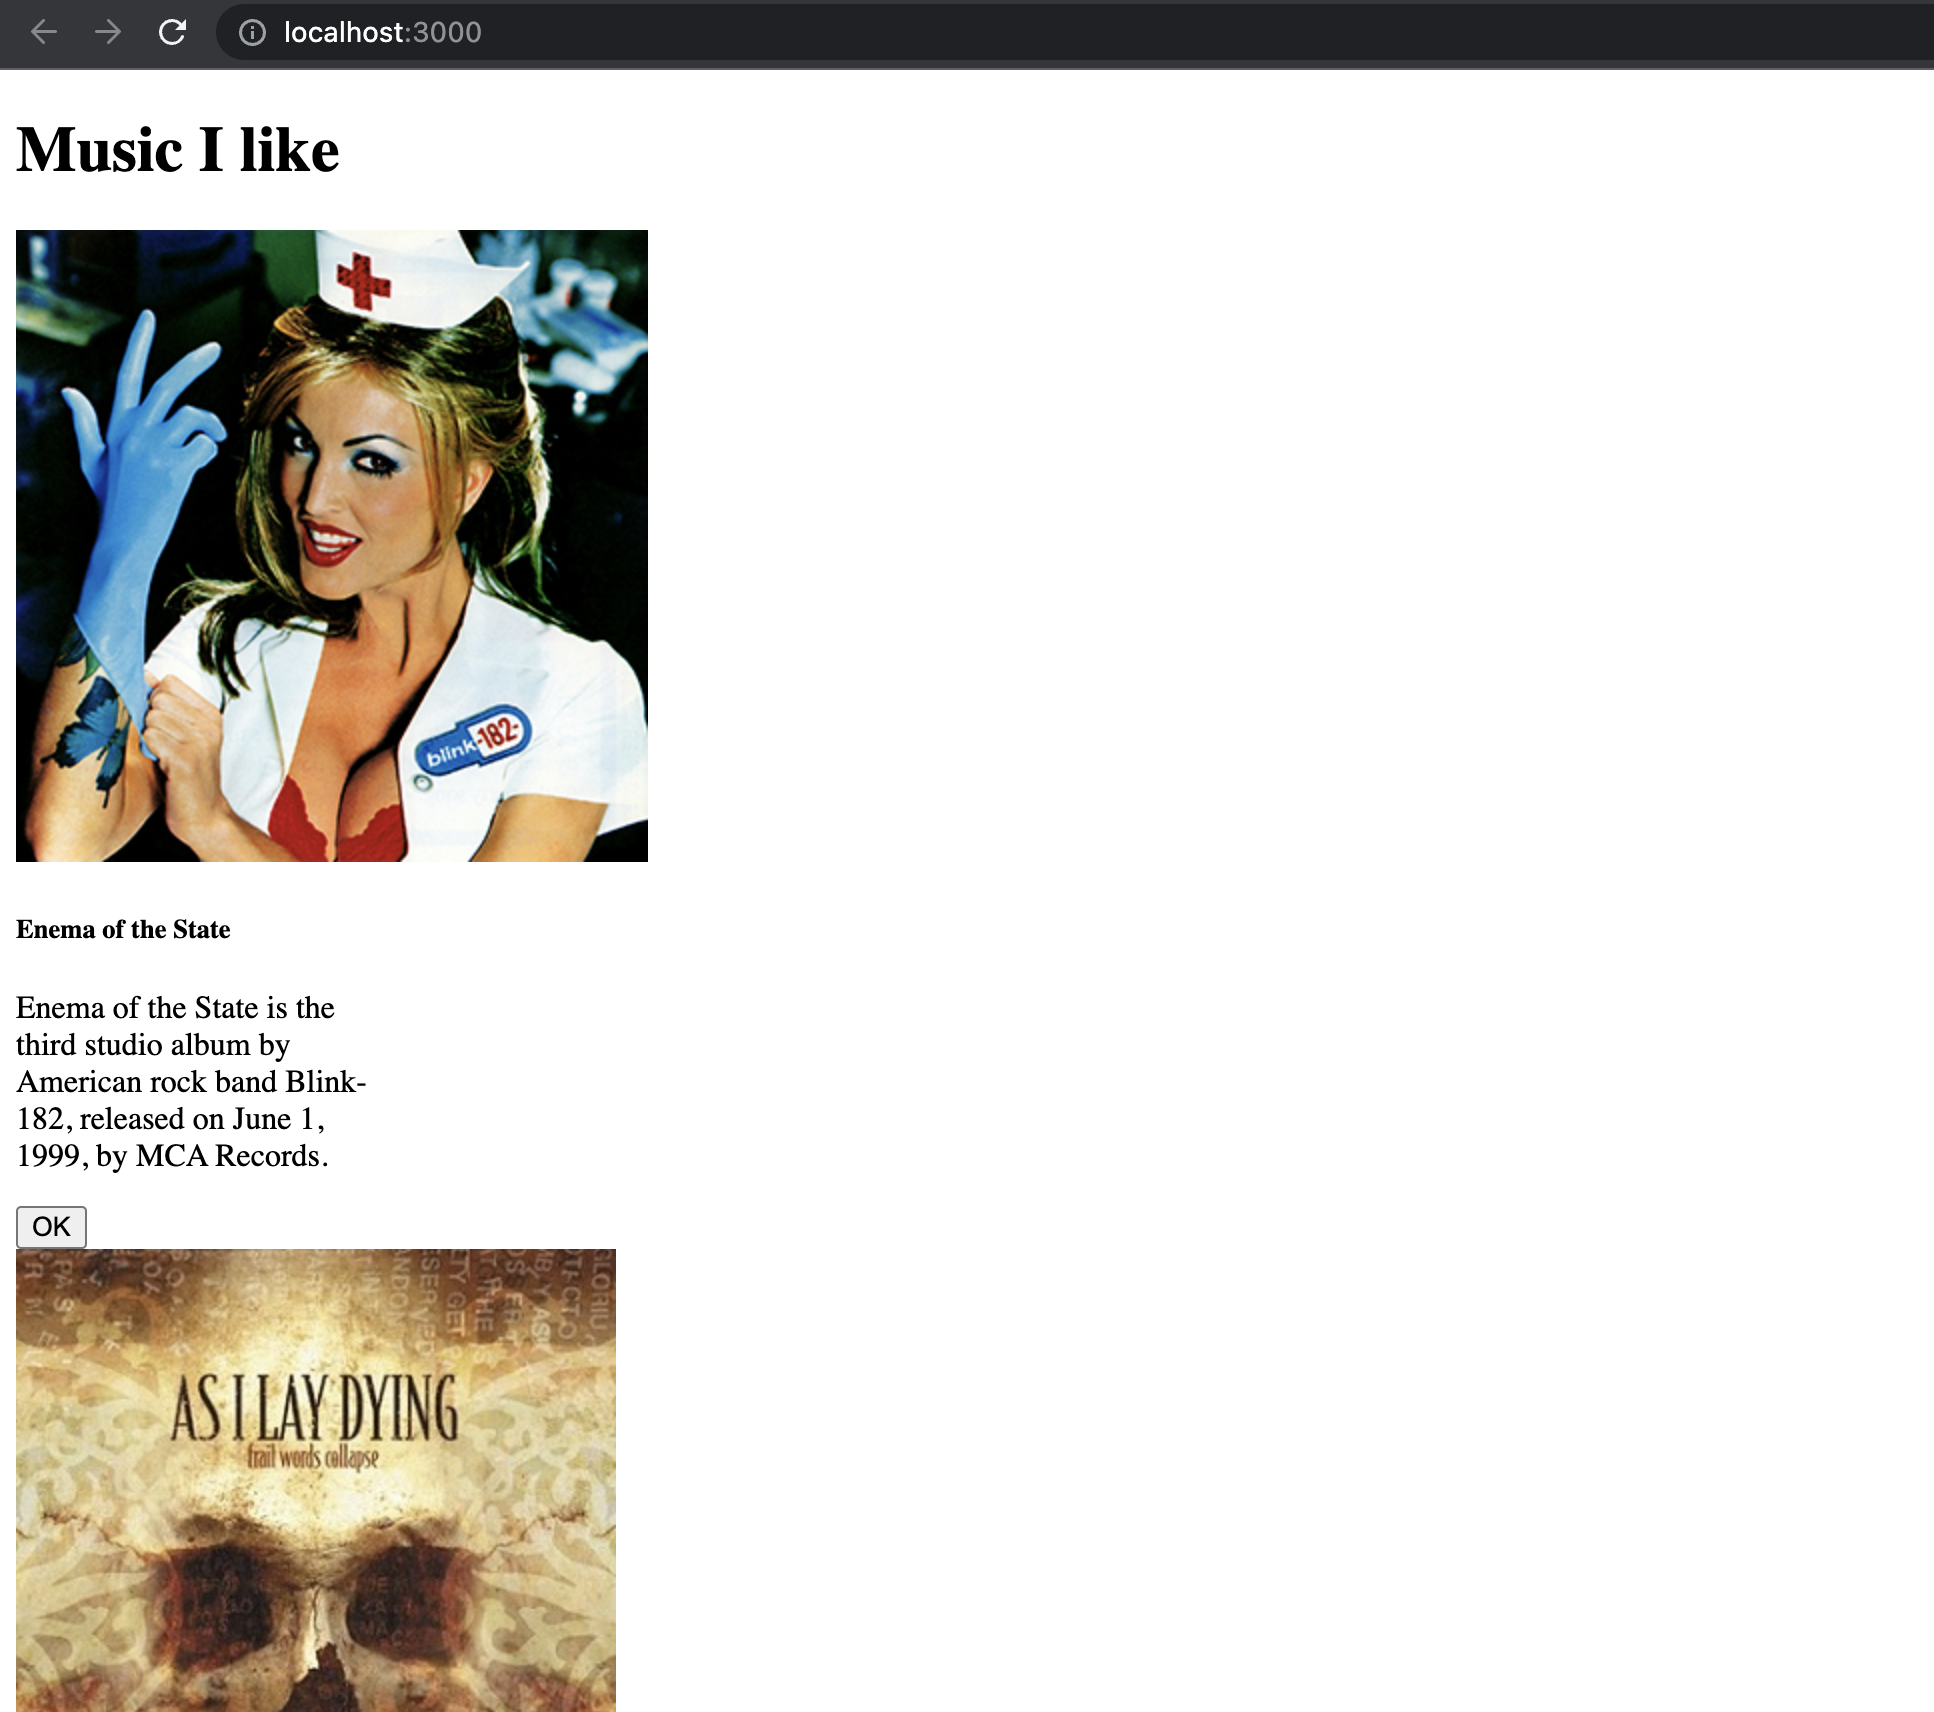 localhost:3000
Music I like
blink-182-
Enema of the State
Enema of the State is the
third studio album by
American rock band Blink-
182, released on June 1,
1999, by MCA Records.
OK
AS I LAY DYING
frail words collapse